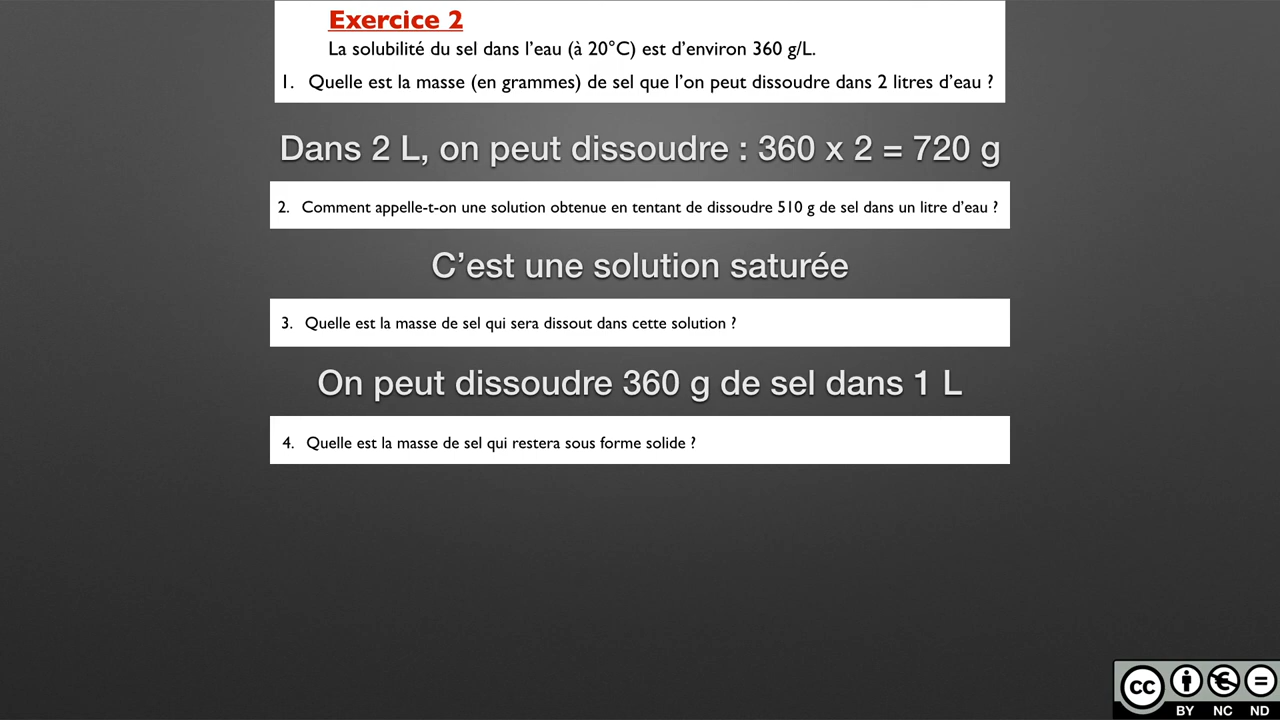 Exercice 2
La solubilité du sel dans l'eau (à 20°C) est d'environ 360 g/L.
1. Quelle est la masse (en grammes) de sel que l'on peut dissoudre dans 2 litres d'eau ?
Dans 2 L, on peut dissoudre : 360 x 2 = 720 g
2. Comment appelle-t-on une solution obtenue en tentant de dissoudre 510 g de sel dans un litre d'eau ?
C'est une solution saturée
3. Quelle est la masse de sel qui sera dissout dans cette solution ?
On peut dissoudre 360 g de sel dans 1 L
4. Quelle est la masse de sel qui restera sous forme solide ?
CC
BY NC ND